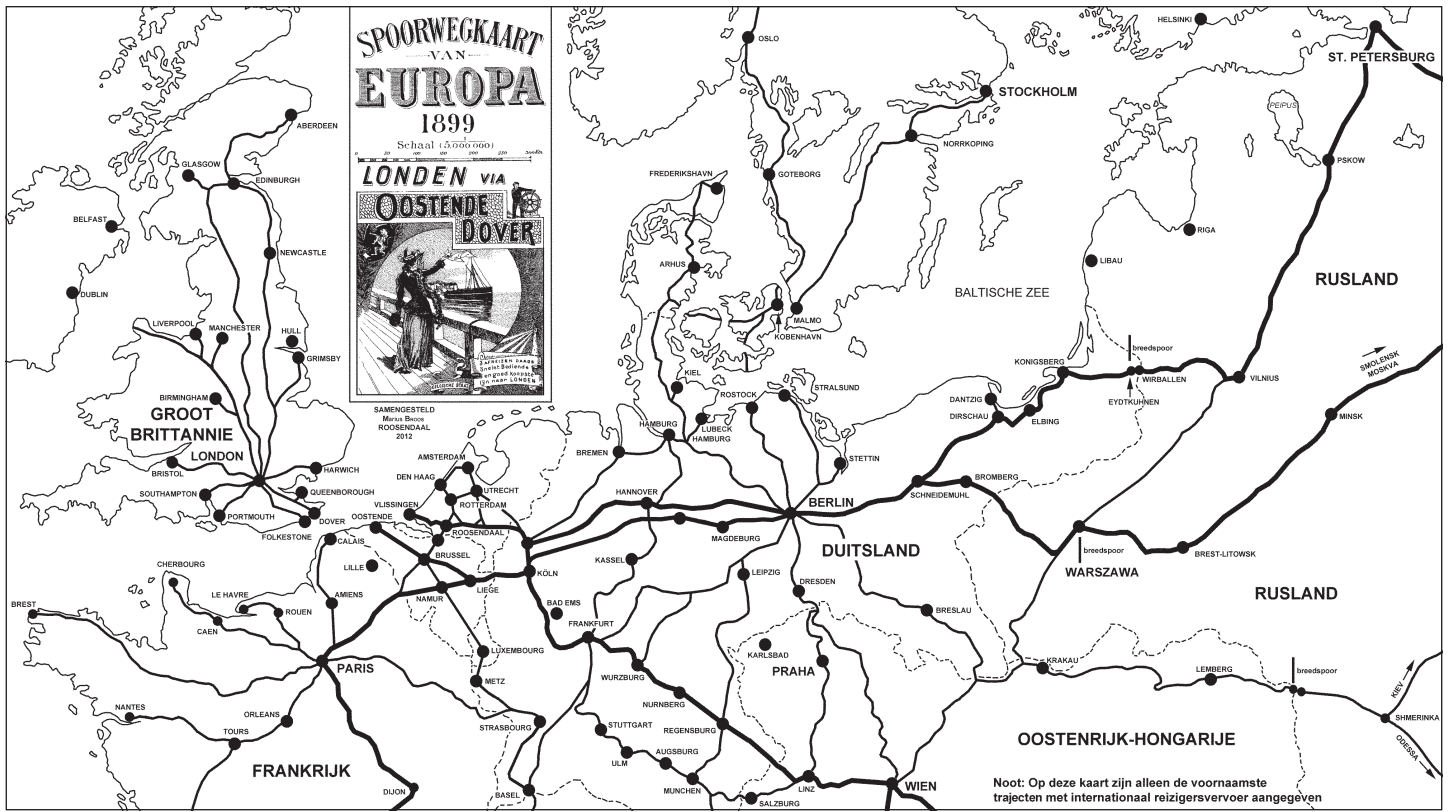 SPOORWEGKAART
VAN
EUROPA
1899
Schaal (1/5.000.000)
LONDEN VIA
OOSTENDE
DOVER
SAMENGESTELD
MARIUS BROOS
ROOSENDAAL
2012
OSLO
HELSINKI
ST. PETERSBURG
STOCKHOLM
PEIPUS
ABERDEEN
NORRKOPING
PSKOW
GLASGOW
EDINBURGH
FREDERIKSHAVN
GOTEBORG
BELFAST
RIGA
NEWCASTLE
ARHUS
LIBAU
RUSLAND
DUBLIN
BALTISCHE ZEE
MALMO
LIVERPOOL
MANCHESTER
HULL
KOBENHAVN
GRIMSBY
breedspoor
SMOLENSK
MOSKVA
KONIGSBERG
WIRBALLEN
VILNIUS
KIEL
STRALSUND
ROSTOCK
EYDTKUHNEN
BIRMINGHAM
DANTZIG
GROOT
BRITTANNIE
DIRSCHAU
ELBING
MINSK
HAMBURG
LUBECK
HAMBURG
LONDON
BREMEN
AMSTERDAM
BRISTOL
HARWICH
STETTIN
DEN HAAG
UTRECHT
BROMBERG
SCHNEIDEMUHL
SOUTHAMPTON
QUEENBOROUGH
HANNOVER
BERLIN
VLISSINGEN
ROTTERDAM
PORTMOUTH
DOVER
OOSTENDE
ROOSENDAAL
MAGDEBURG
FOLKESTONE
CALAIS
DUITSLAND
breedspoor
BREST-LITOWSK
BRUSSEL
KASSEL
LILLE
KÖLN
LEIPZIG
WARSZAWA
CHERBOURG
LIEGE
DRESDEN
LE HAVRE
NAMUR
RUSLAND
BREST
ROUEN
AMIENS
BAD EMS
BRESLAU
CAEN
FRANKFURT
LUXEMBOURG
KARLSBAD
KRAKAU
PARIS
METZ
WURZBURG
PRAHA
LEMBERG
breedspoor
KIEV
NURNBERG
NANTES
ORLEANS
STRASBOURG
STUTTGART
REGENSBURG
SHMERINKA
TOURS
AUGSBURG
OOSTENRIJK-HONGARIJE
ODESSA
ULM
FRANKRIJK
DIJON
BASEL
MUNCHEN
LINZ
WIEN
SALZBURG
Noot: Op deze kaart zijn alleen de voornaamste
trajecten met internationaal reizigersvervoer aangegeven